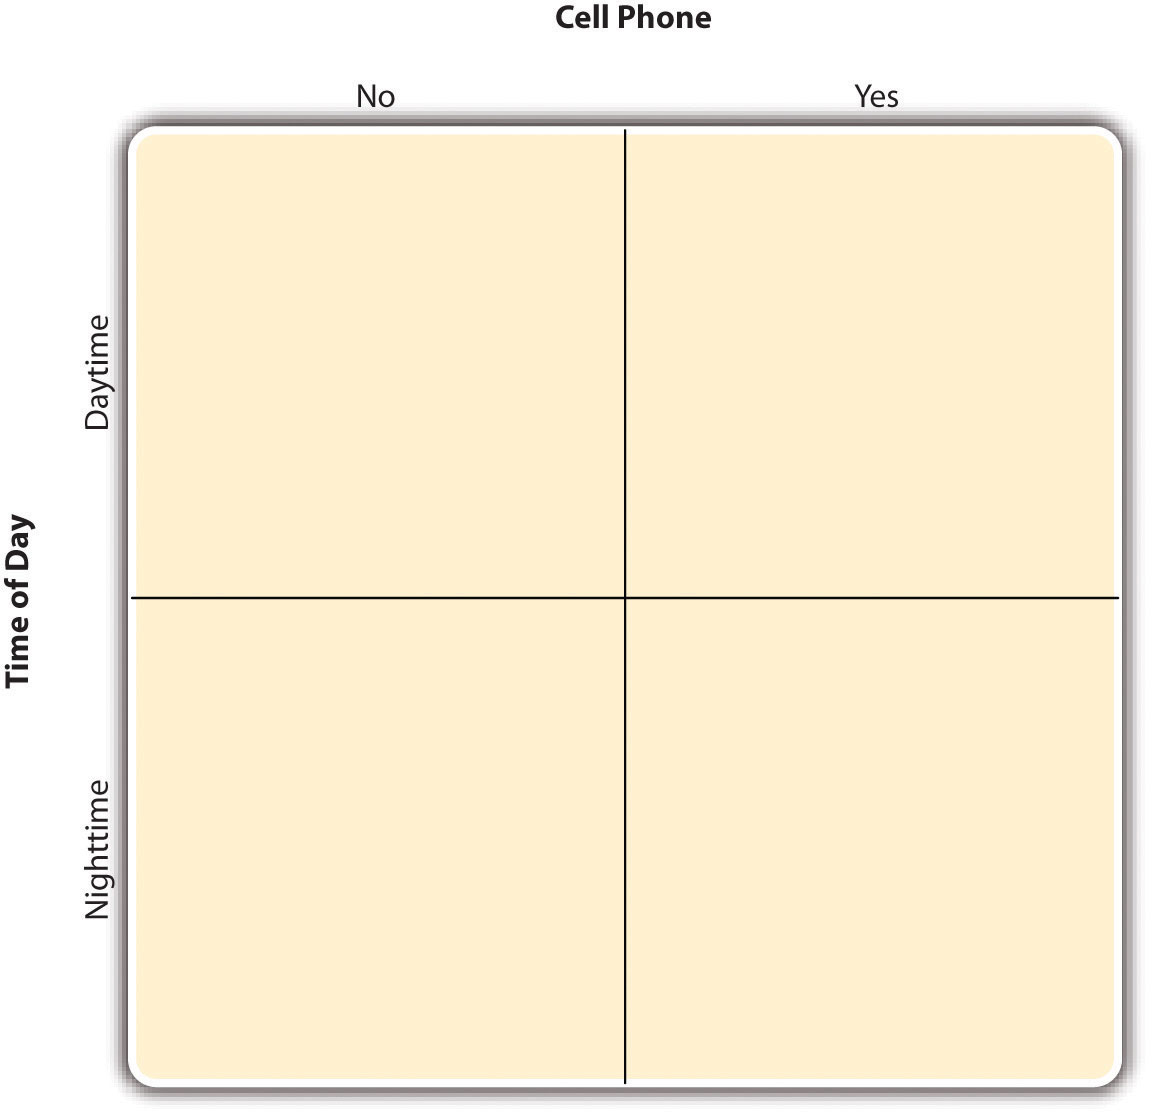 Cell Phone
No
Yes
Daytime
Time of Day
Nighttime